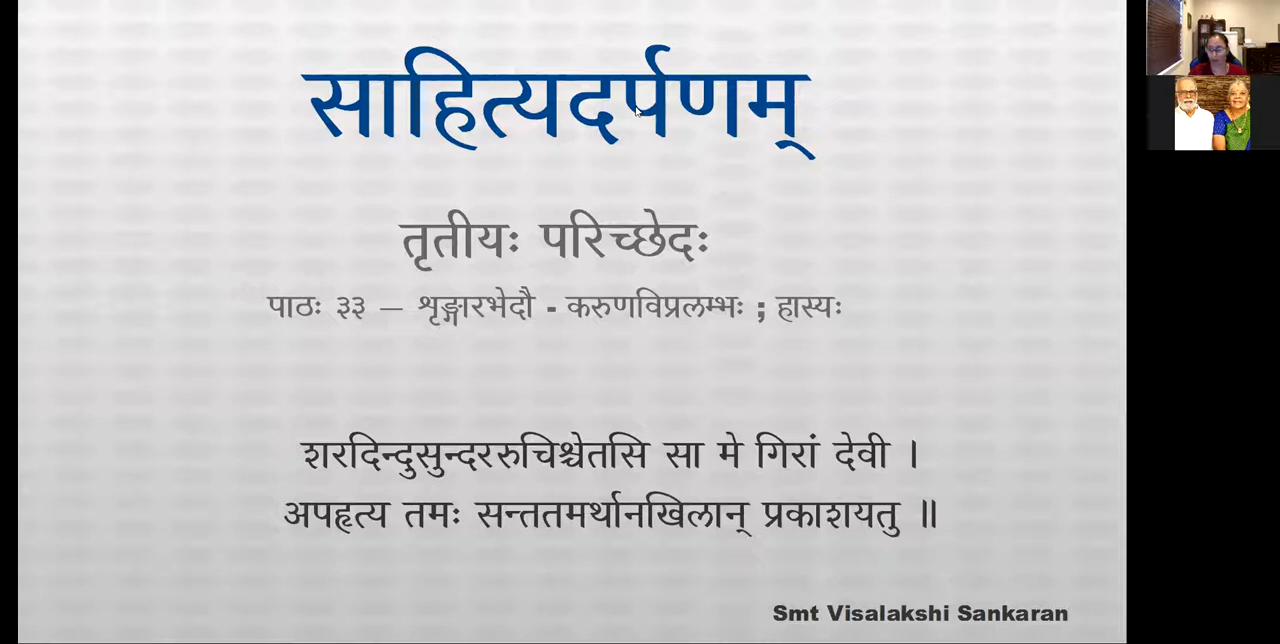 साहित्यदर्पणम्
तृतीयः परिच्छेदः
पाठः ३३ – शृङ्गारभेदौ - करुणविप्रलम्भः ; हास्यः
शरदिन्दुसुन्दररुचिश्चेतसि सा मे गिरां देवी ।
अपहृत्य तमः सन्ततमर्थानखिलान् प्रकाशयतु ॥
Smt Visalakshi Sankaran